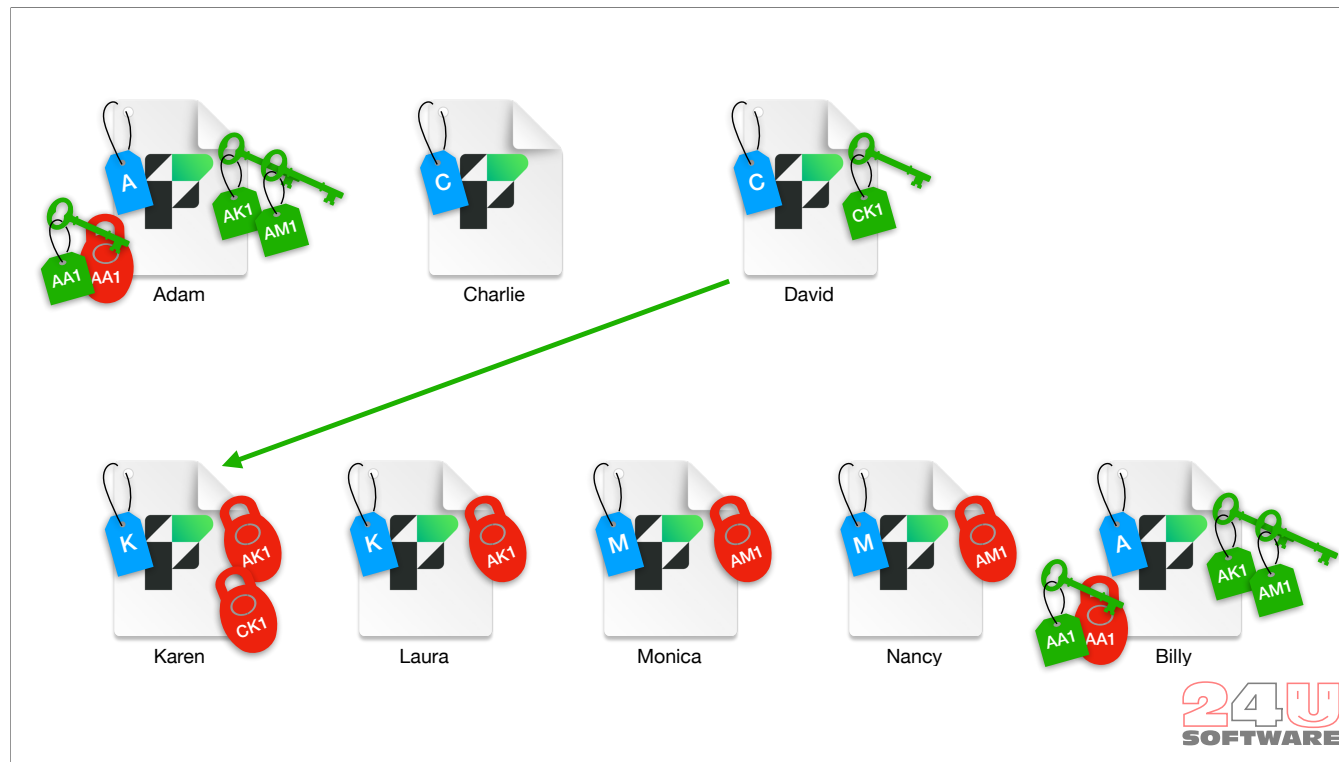 A
AK1
AM1
AA1
AA1
Adam
C
Charlie
C
CK1
David
K
AK1
CK1
Karen
K
AK1
Laura
M
AM1
Monica
M
AM1
Nancy
A
AK1
AM1
AA1
AA1
Billy
24U
SOFTWARE